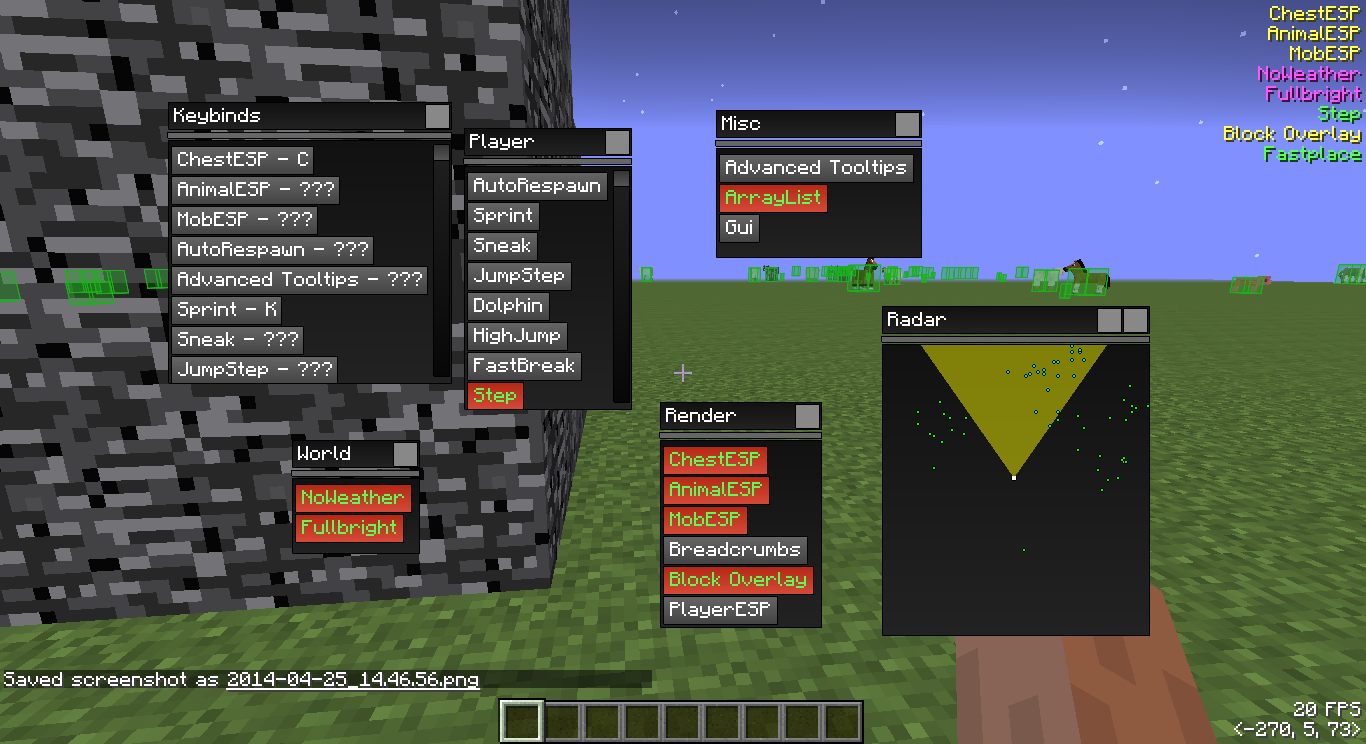 ChestESP
AnimalESP
MobESP
NoWeather
Fullbright
Step
Block Overlay
Fastplace
Keybinds
ChestESP - C
AnimalESP - ???
MobESP - ???
AutoRespawn - ???
Advanced Tooltips - ???
Sprint - K
Sneak - ???
JumpStep - ???
Player
AutoRespawn
Sprint
Sneak
JumpStep
Dolphin
HighJump
FastBreak
Step
Misc
Advanced Tooltips
ArrayList
Gui
Radar
Render
ChestESP
AnimalESP
MobESP
Breadcrumbs
Block Overlay
PlayerESP
World
NoWeather
Fullbright
Saved screenshot as 2014-04-25_14.46.56.png
20 FPS
<-270, 5, 73>